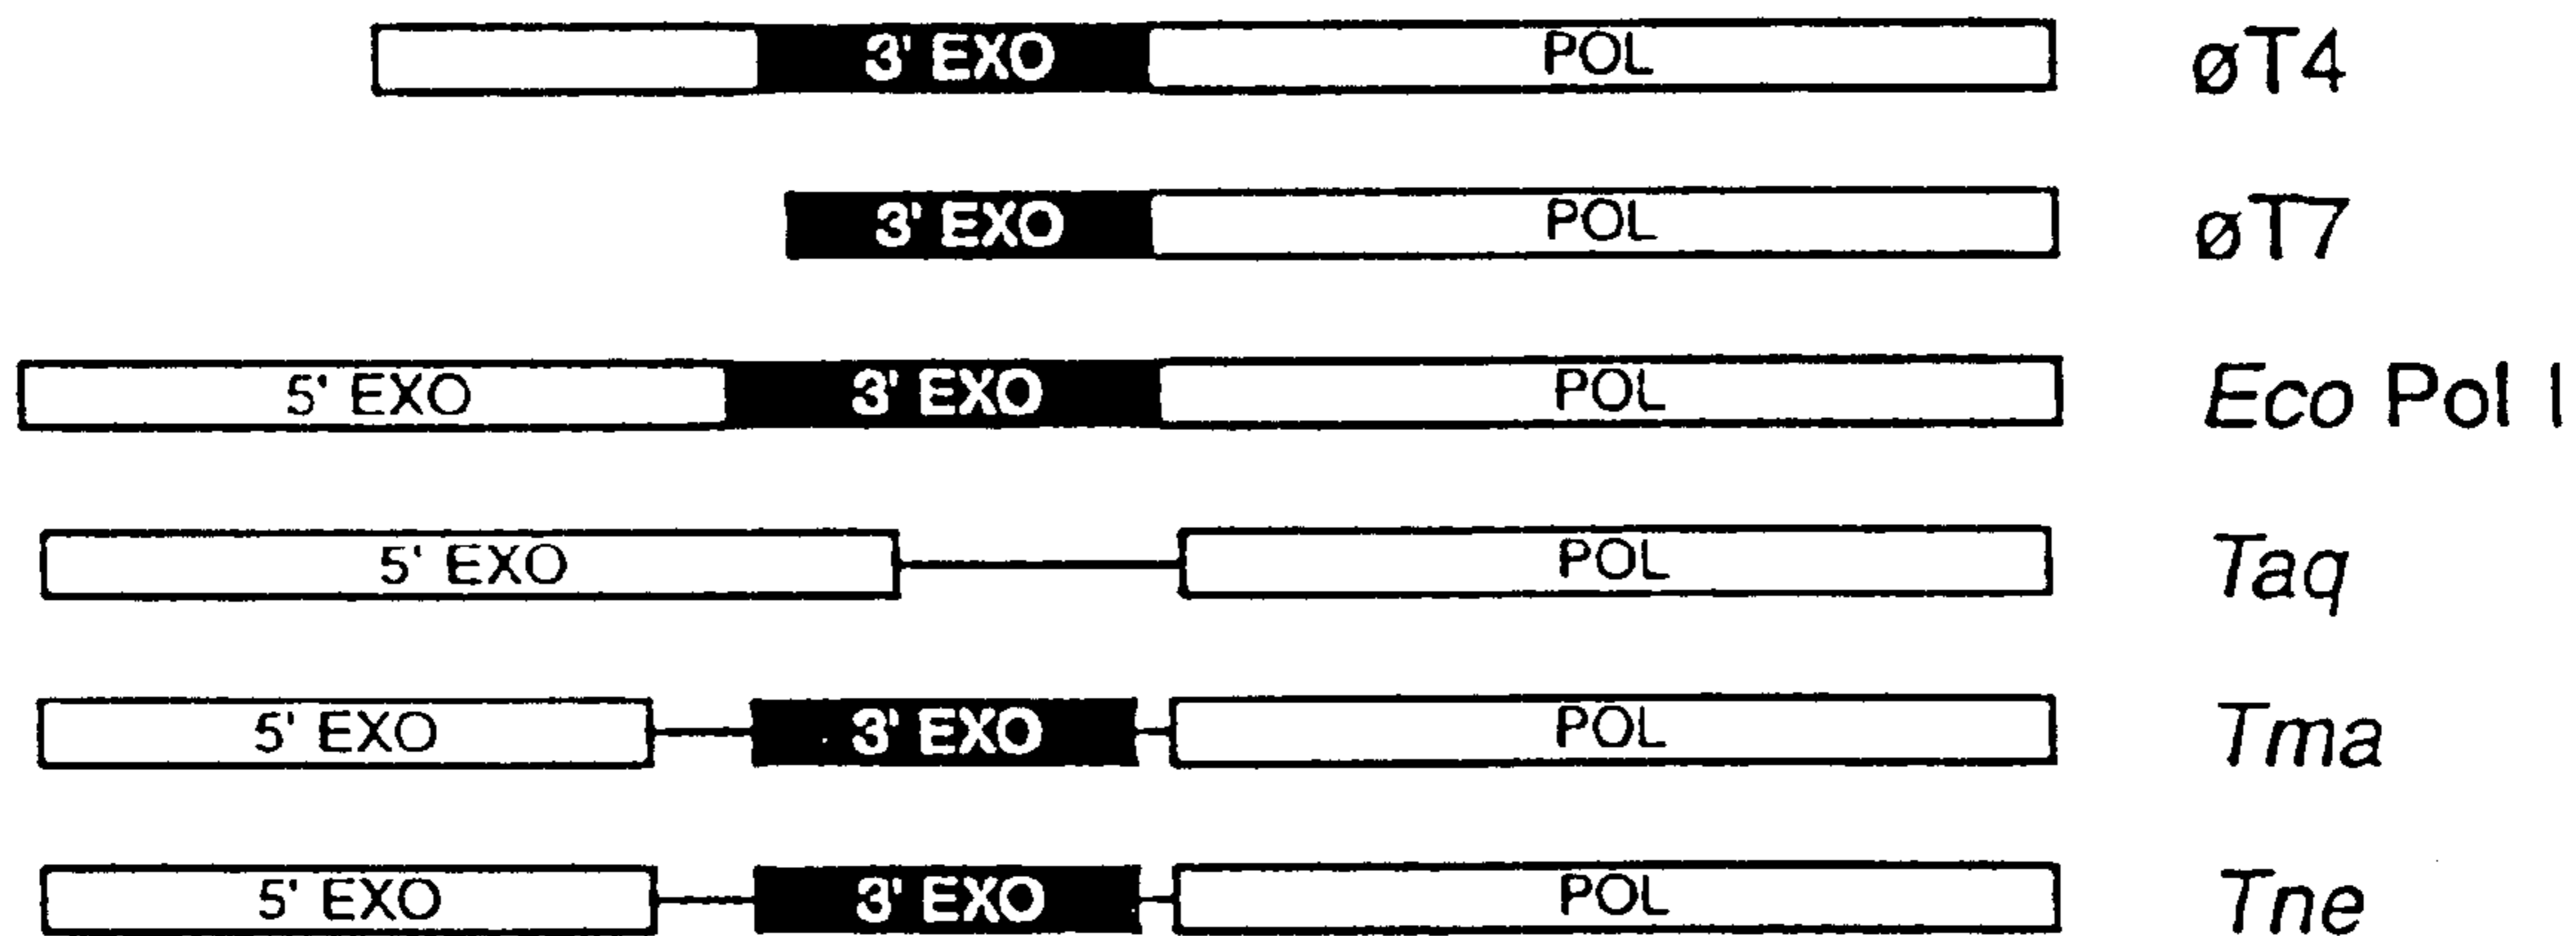 3' EXO POL øT4
3' EXO POL øT7
5' EXO 3' EXO POL Eco Pol I
5' EXO POL Taq
5' EXO 3' EXO POL Tma
5' EXO 3' EXO POL Tne